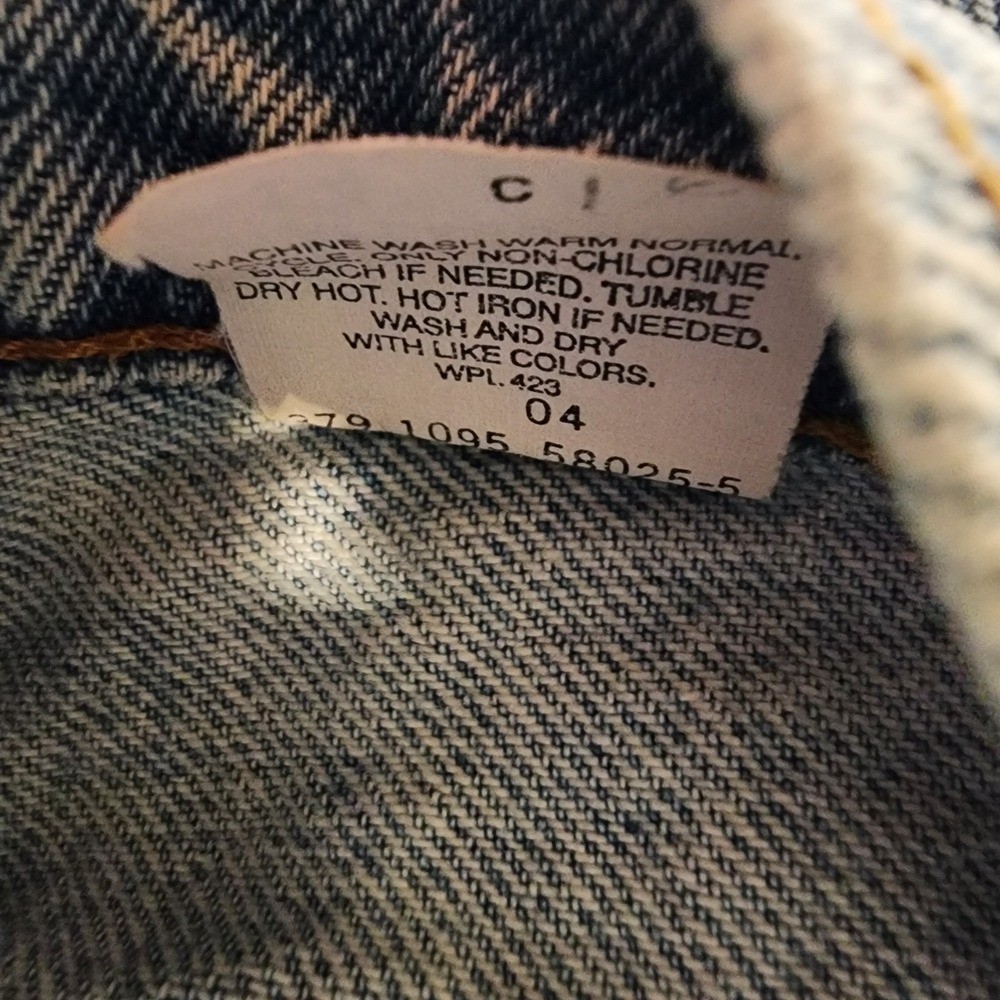 C
MACHINE WASH WARM NORMAL.
CYCLE. ONLY NON-CHLORINE
BLEACH IF NEEDED. TUMBLE
DRY HOT. HOT IRON IF NEEDED.
WASH AND DRY
WITH LIKE COLORS.
WPL 423
04
279 1095 58025-5